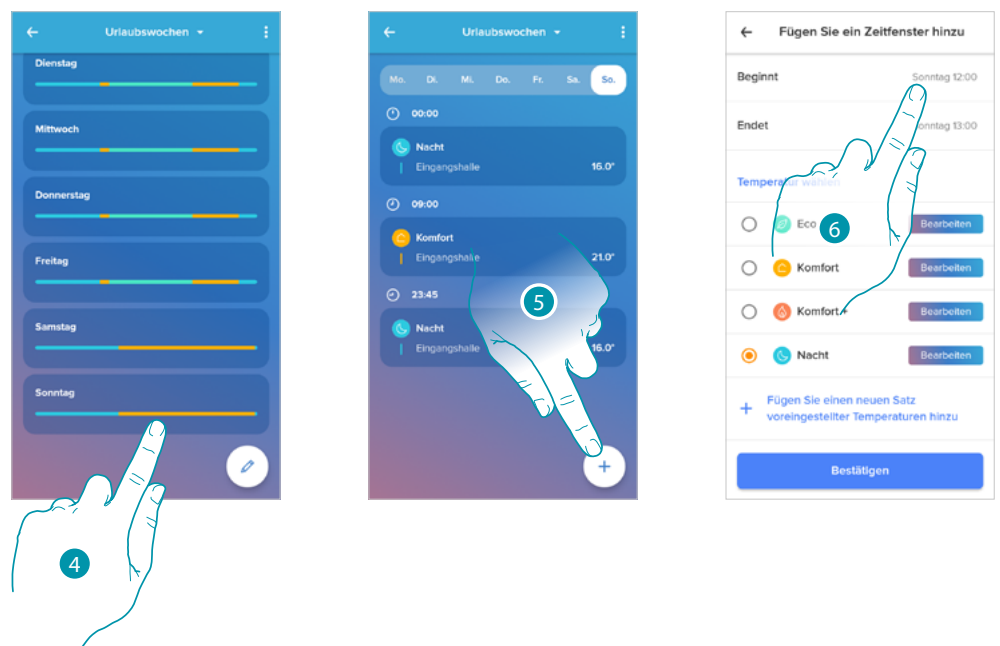 Urlaubswochen
Dienstag
Mittwoch
Donnerstag
Freitag
Samstag
Sonntag
4
Urlaubswochen
Mo. Di. Mi. Do. Fr. Sa. So.
00:00
Nacht
Eingangshalle 16.0°
09:00
Komfort
Eingangshalle 21.0°
23:45
Nacht
Eingangshalle 16.0°
5
+
Fügen Sie ein Zeitfenster hinzu
Beginnt Sonntag 12:00
Endet Sonntag 13:00
Temperatur wählen
Eco Bearbeiten
6
Komfort Bearbeiten
Komfort + Bearbeiten
Nacht Bearbeiten
+ Fügen Sie einen neuen Satz
voreingestellter Temperaturen hinzu
Bestätigen